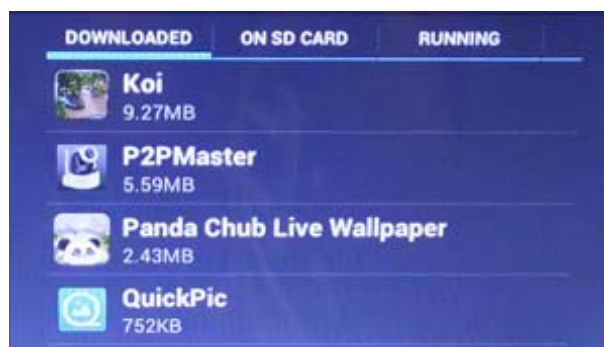 DOWNLOADED ON SD CARD RUNNING
Koi
9.27MB
P2PMaster
5.59MB
Panda Chub Live Wallpaper
2.43MB
QuickPic
752KB